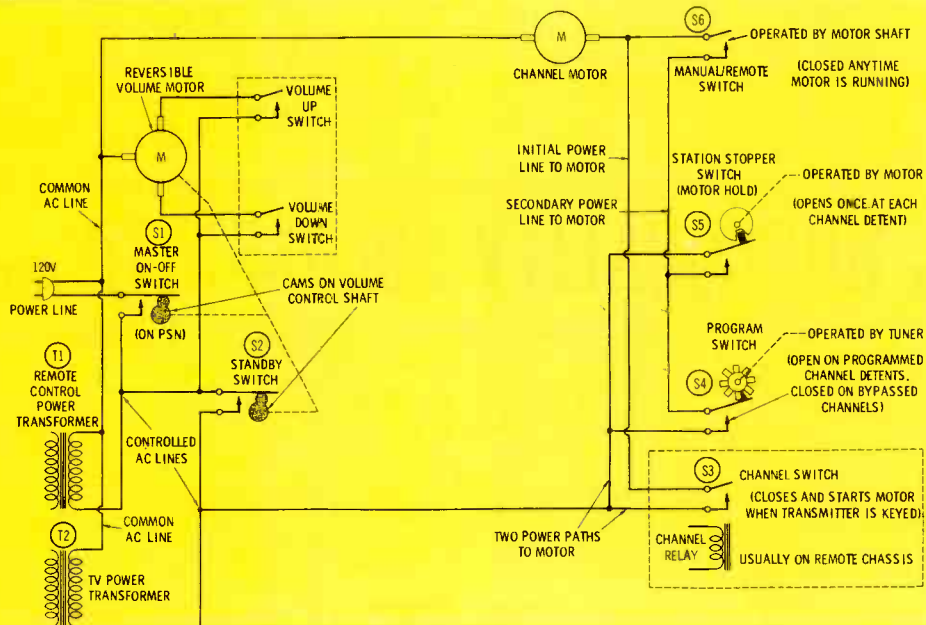 S6
OPERATED BY MOTOR SHAFT
M
CHANNEL MOTOR
MANUAL/REMOTE
SWITCH
(CLOSED ANYTIME
MOTOR IS RUNNING)
REVERSIBLE
VOLUME MOTOR
VOLUME
UP
SWITCH
M
INITIAL POWER
LINE TO MOTOR
STATION STOPPER
SWITCH
(MOTOR HOLD)
OPERATED BY MOTOR
COMMON
AC LINE
SECONDARY POWER
LINE TO MOTOR
(OPENS ONCE AT EACH
CHANNEL DETENT)
S5
VOLUME
DOWN
SWITCH
S1
MASTER
ON-OFF
SWITCH
120V
POWER LINE
(ON PSN)
CAMS ON VOLUME
CONTROL SHAFT
S2
STANDBY
SWITCH
PROGRAM
SWITCH
OPERATED BY TUNER
S4
(OPEN ON PROGRAMMED
CHANNEL DETENTS.
CLOSED ON BYPASSED
CHANNELS)
T1
REMOTE
CONTROL
POWER
TRANSFORMER
CONTROLLED
AC LINES
S3
CHANNEL SWITCH
(CLOSES AND STARTS MOTOR
WHEN TRANSMITTER IS KEYED)
COMMON
AC LINE
TWO POWER PATHS
TO MOTOR
CHANNEL
RELAY
USUALLY ON REMOTE CHASSIS
T2
TV POWER
TRANSFORMER